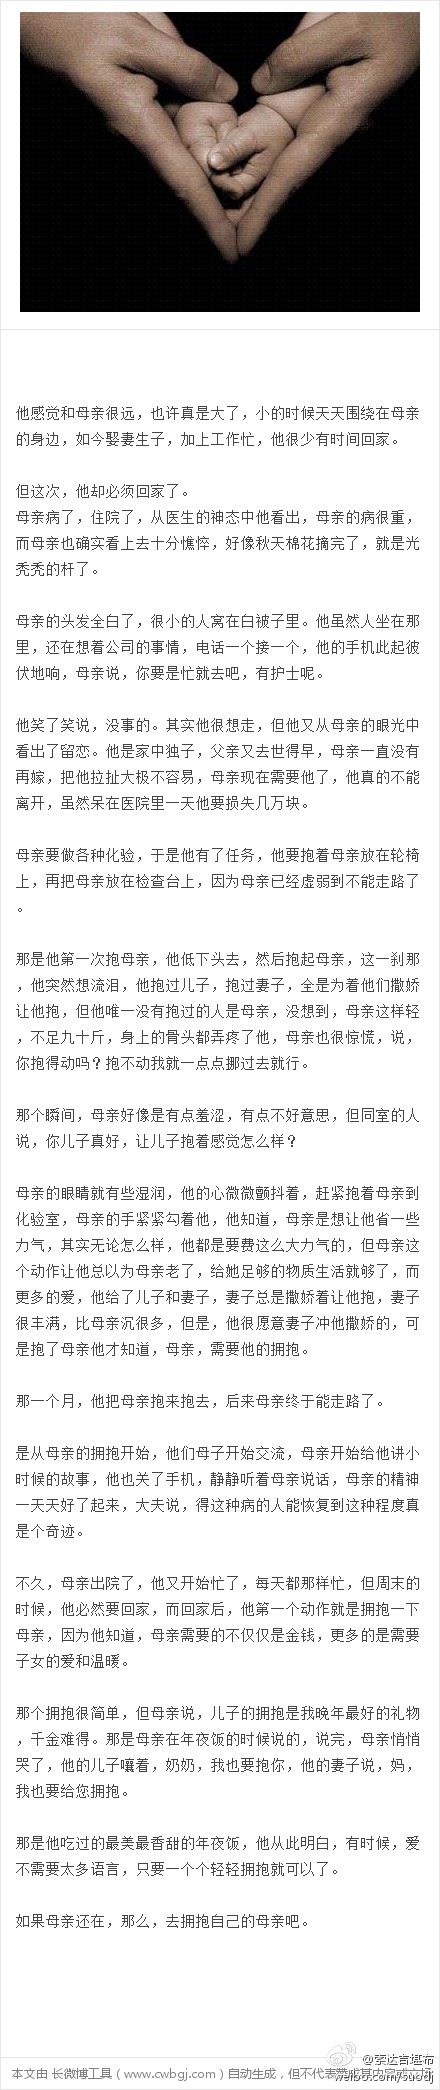 他感觉和母亲很远，也许真是大了，小的时候天天围绕在母亲
的身边，如今娶妻生子，加上工作忙，他很少有时间回家。
但这次，他却必须回家了。
母亲病了，住院了，从医生的神态中他看出，母亲的病很重，
而母亲也确实看上去十分憔悴，好像秋天棉花摘完了，就是光
秃秃的杆了。
母亲的头发全白了，很小的人窝在白被子里。他虽然人坐在那
里，还在想着公司的事情，电话一个接一个，他的手机此起彼
伏地响，母亲说，你要是忙就去吧，有护士呢。
他笑了笑说，没事的。其实他很想走，但他又从母亲的眼光中
看出了留恋。他是家中独子，父亲又去世得早，母亲一直没有
再嫁，把他拉扯大极不容易，母亲现在需要他了，他真的不能
离开，虽然呆在医院里一天他要损失几万块。
母亲要做各种化验，于是他有了任务，他要抱着母亲放在轮椅
上，再把母亲放在检查台上，因为母亲已经虚弱到不能走路了
。
那是他第一次抱母亲，他低下头去，然后抱起母亲，这一刹那
，他突然想流泪，他抱过儿子，抱过妻子，全是为着他们撒娇
让他抱，但他唯一没有抱过的人是母亲，没想到，母亲这样轻
，不足九十斤，身上的骨头都弄疼了他，母亲也很惊慌，说，
你抱得动吗？抱不动我就一点点挪过去就行。
那个瞬间，母亲好像是有点羞涩，有点不好意思，但同室的人
说，你儿子真好，让儿子抱着感觉怎么样？
母亲的眼睛就有些湿润，他的心微微颤抖着，赶紧抱着母亲到
化验室，母亲的手紧紧勾着他，他知道，母亲是想让他省一些
力气，其实无论怎么样，他都是要费这么大力气的，但母亲这
个动作让他总以为母亲老了，给她足够的物质生活就够了，而
更多的爱，他给了儿子和妻子，妻子总是撒娇着让他抱，妻子
很丰满，比母亲沉很多，但是，他很愿意妻子冲他撒娇的，可
是抱了母亲他才知道，母亲，需要他的拥抱。
那一个月，他把母亲抱来抱去，后来母亲终于能走路了。
是从母亲的拥抱开始，他们母子开始交流，母亲开始给他讲小
时候的故事，他也关了手机，静静听着母亲说话，母亲的精神
一天天好了起来，大夫说，得这种病的人能恢复到这种程度真
是个奇迹。
不久，母亲出院了，他又开始忙了，每天都那样忙，但周末的
时候，他必然要回家，而回家后，他第一个动作就是拥抱一下
母亲，因为他知道，母亲需要的不仅仅是金钱，更多的是需要
子女的爱和温暖。
那个拥抱很简单，但母亲说，儿子的拥抱是我晚年最好的礼物
，千金难得。那是母亲在年夜饭的时候说的，说完，母亲悄悄
哭了，他的儿子嚷着，奶奶，我也要抱你，他的妻子说，妈，
我也要给您拥抱。
那是他吃过的最美最香甜的年夜饭，他从此明白，有时候，爱
不需要太多语言，只要一个个轻轻拥抱就可以了。
如果母亲还在，那么，去拥抱自己的母亲吧。
@索达吉堪布
本文由 长微博工具（www.cwbgj.com）自动生成，但不代表赞成其内容或立场
weibo.com/suodj